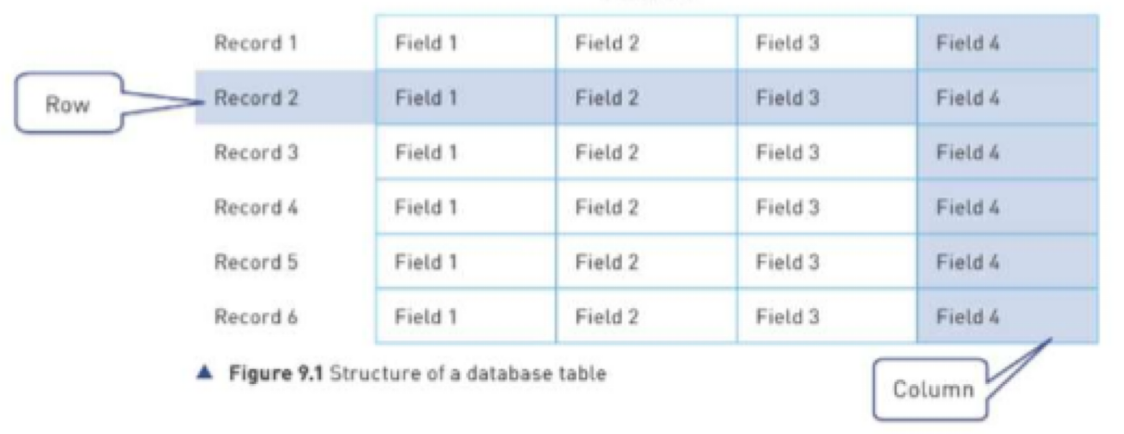 Record 1 Field 1 Field 2 Field 3 Field 4
Row Record 2 Field 1 Field 2 Field 3 Field 4
Record 3 Field 1 Field 2 Field 3 Field 4
Record 4 Field 1 Field 2 Field 3 Field 4
Record 5 Field 1 Field 2 Field 3 Field 4
Record 6 Field 1 Field 2 Field 3 Field 4
▲ Figure 9.1 Structure of a database table
Column